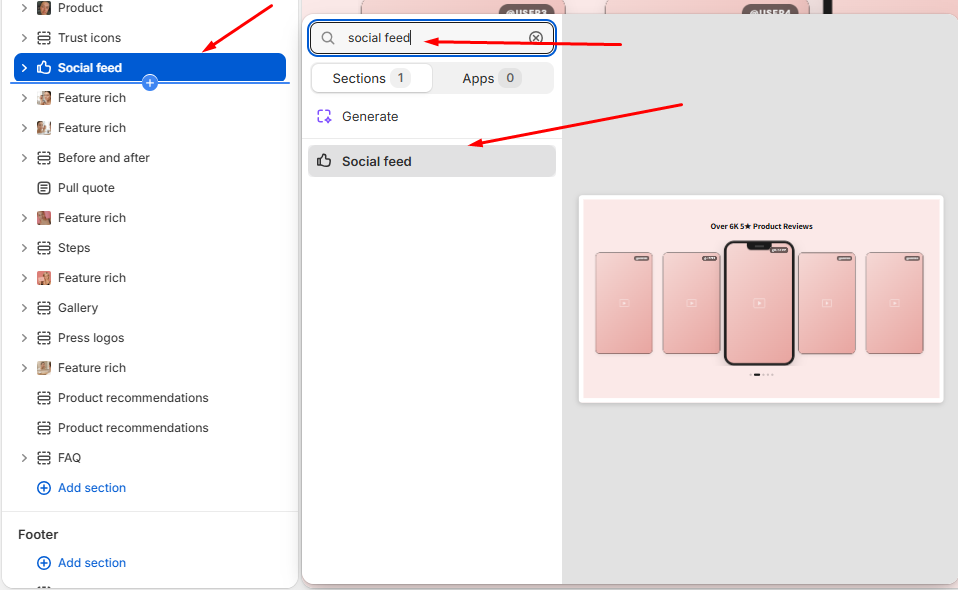 Product
Trust icons
Social feed
Feature rich
Feature rich
Before and after
Pull quote
Feature rich
Steps
Feature rich
Gallery
Press logos
Feature rich
Product recommendations
Product recommendations
FAQ
Add section
Footer
Add section
@USER3
@USER4
social feed
Sections 1
Apps 0
Generate
Social feed
Over 6K 5★ Product Reviews